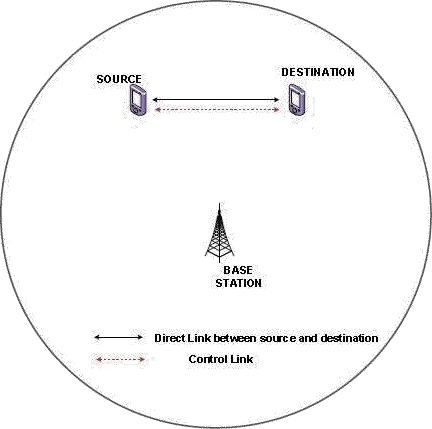 SOURCE
DESTINATION
BASE
STATION
Direct Link between source and destination
Control Link